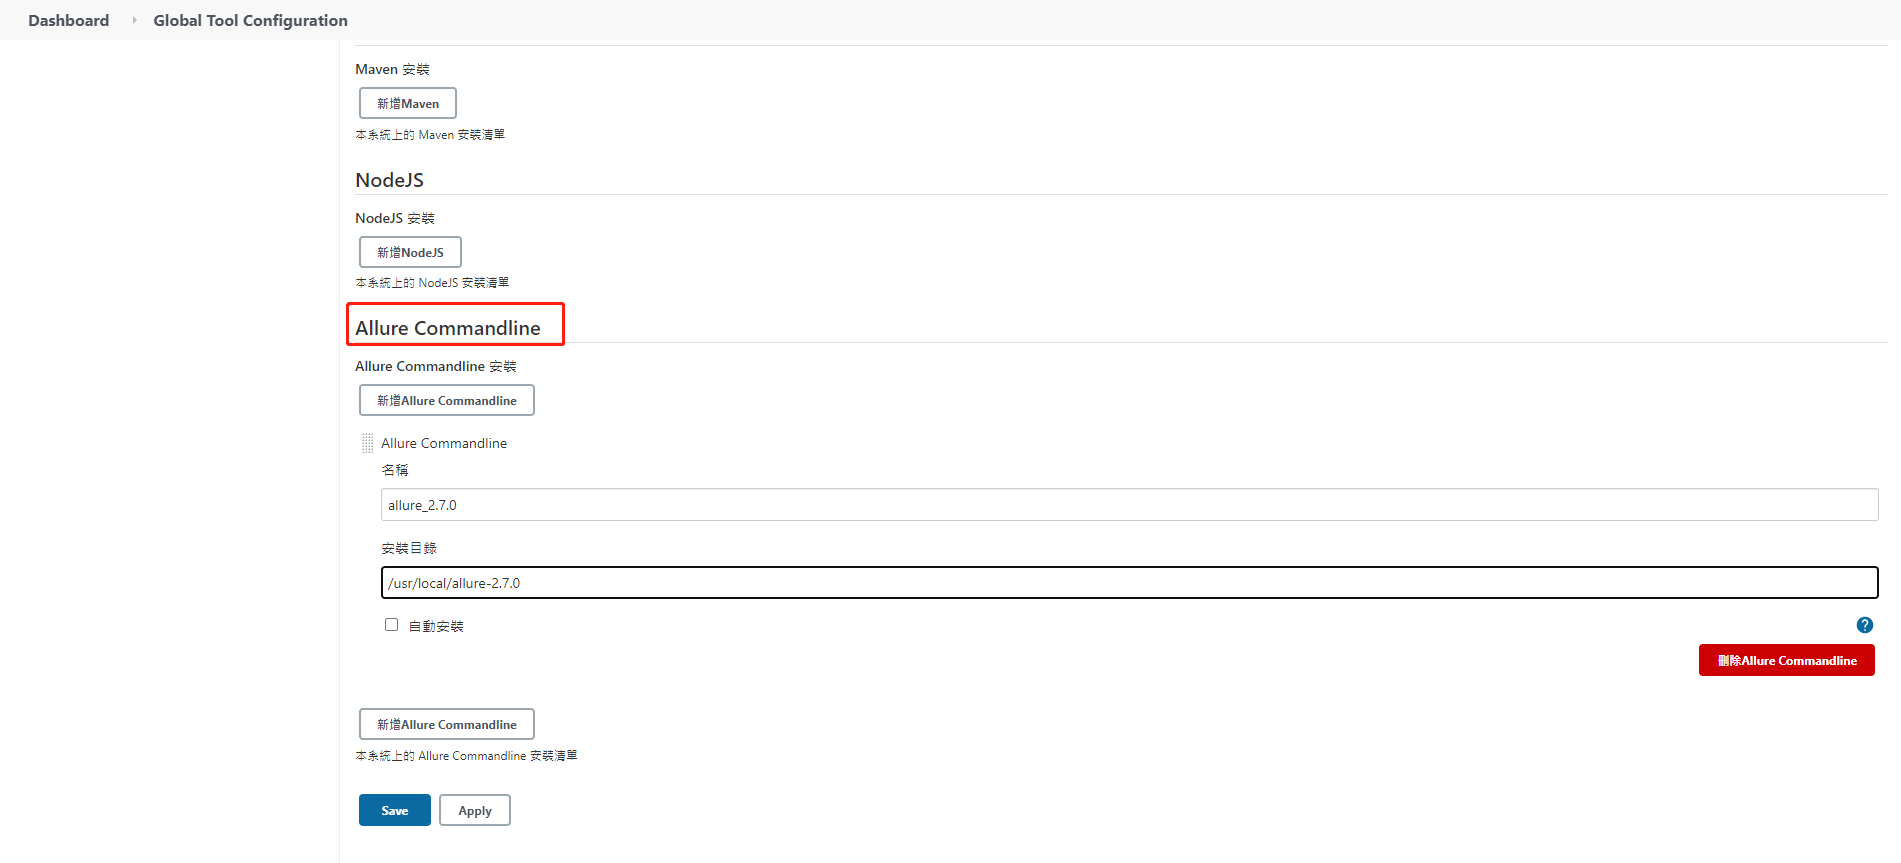 Dashboard Global Tool Configuration
Maven 安裝
新增Maven
本系統上的 Maven 安裝清單
NodeJS
NodeJS 安裝
新增NodeJS
本系統上的 NodeJS 安裝清單
Allure Commandline
Allure Commandline 安裝
新增Allure Commandline
Allure Commandline
名稱
allure_2.7.0
安裝目錄
/usr/local/allure-2.7.0
自動安裝
?
刪除Allure Commandline
新增Allure Commandline
本系統上的 Allure Commandline 安裝清單
Save Apply